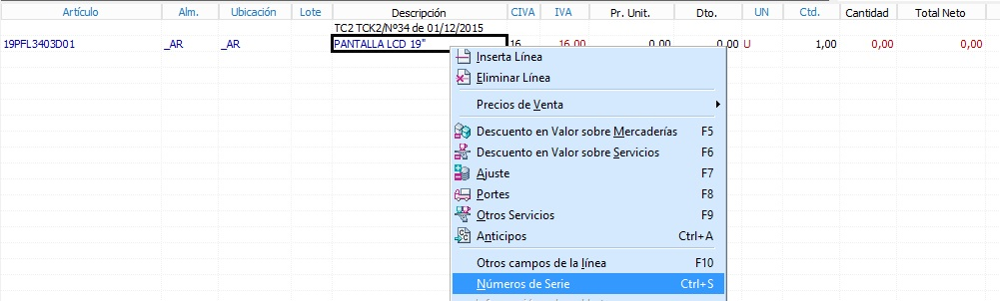 Artículo Alm. Ubicación Lote Descripción CIVA IVA Pr. Unit. Dto. UN Ctd. Cantidad Total Neto
TC2 TCK2/Nº34 de 01/12/2015
19PFL3403D01 _AR _AR PANTALLA LCD 19" 16 16,00 0,00 0,00 U 1,00 0,00 0,00
Inserta Línea
Eliminar Línea
Precios de Venta
Descuento en Valor sobre Mercaderías F5
Descuento en Valor sobre Servicios F6
Ajuste F7
Portes F8
Otros Servicios F9
Anticipos Ctrl+A
Otros campos de la línea F10
Números de Serie Ctrl+S